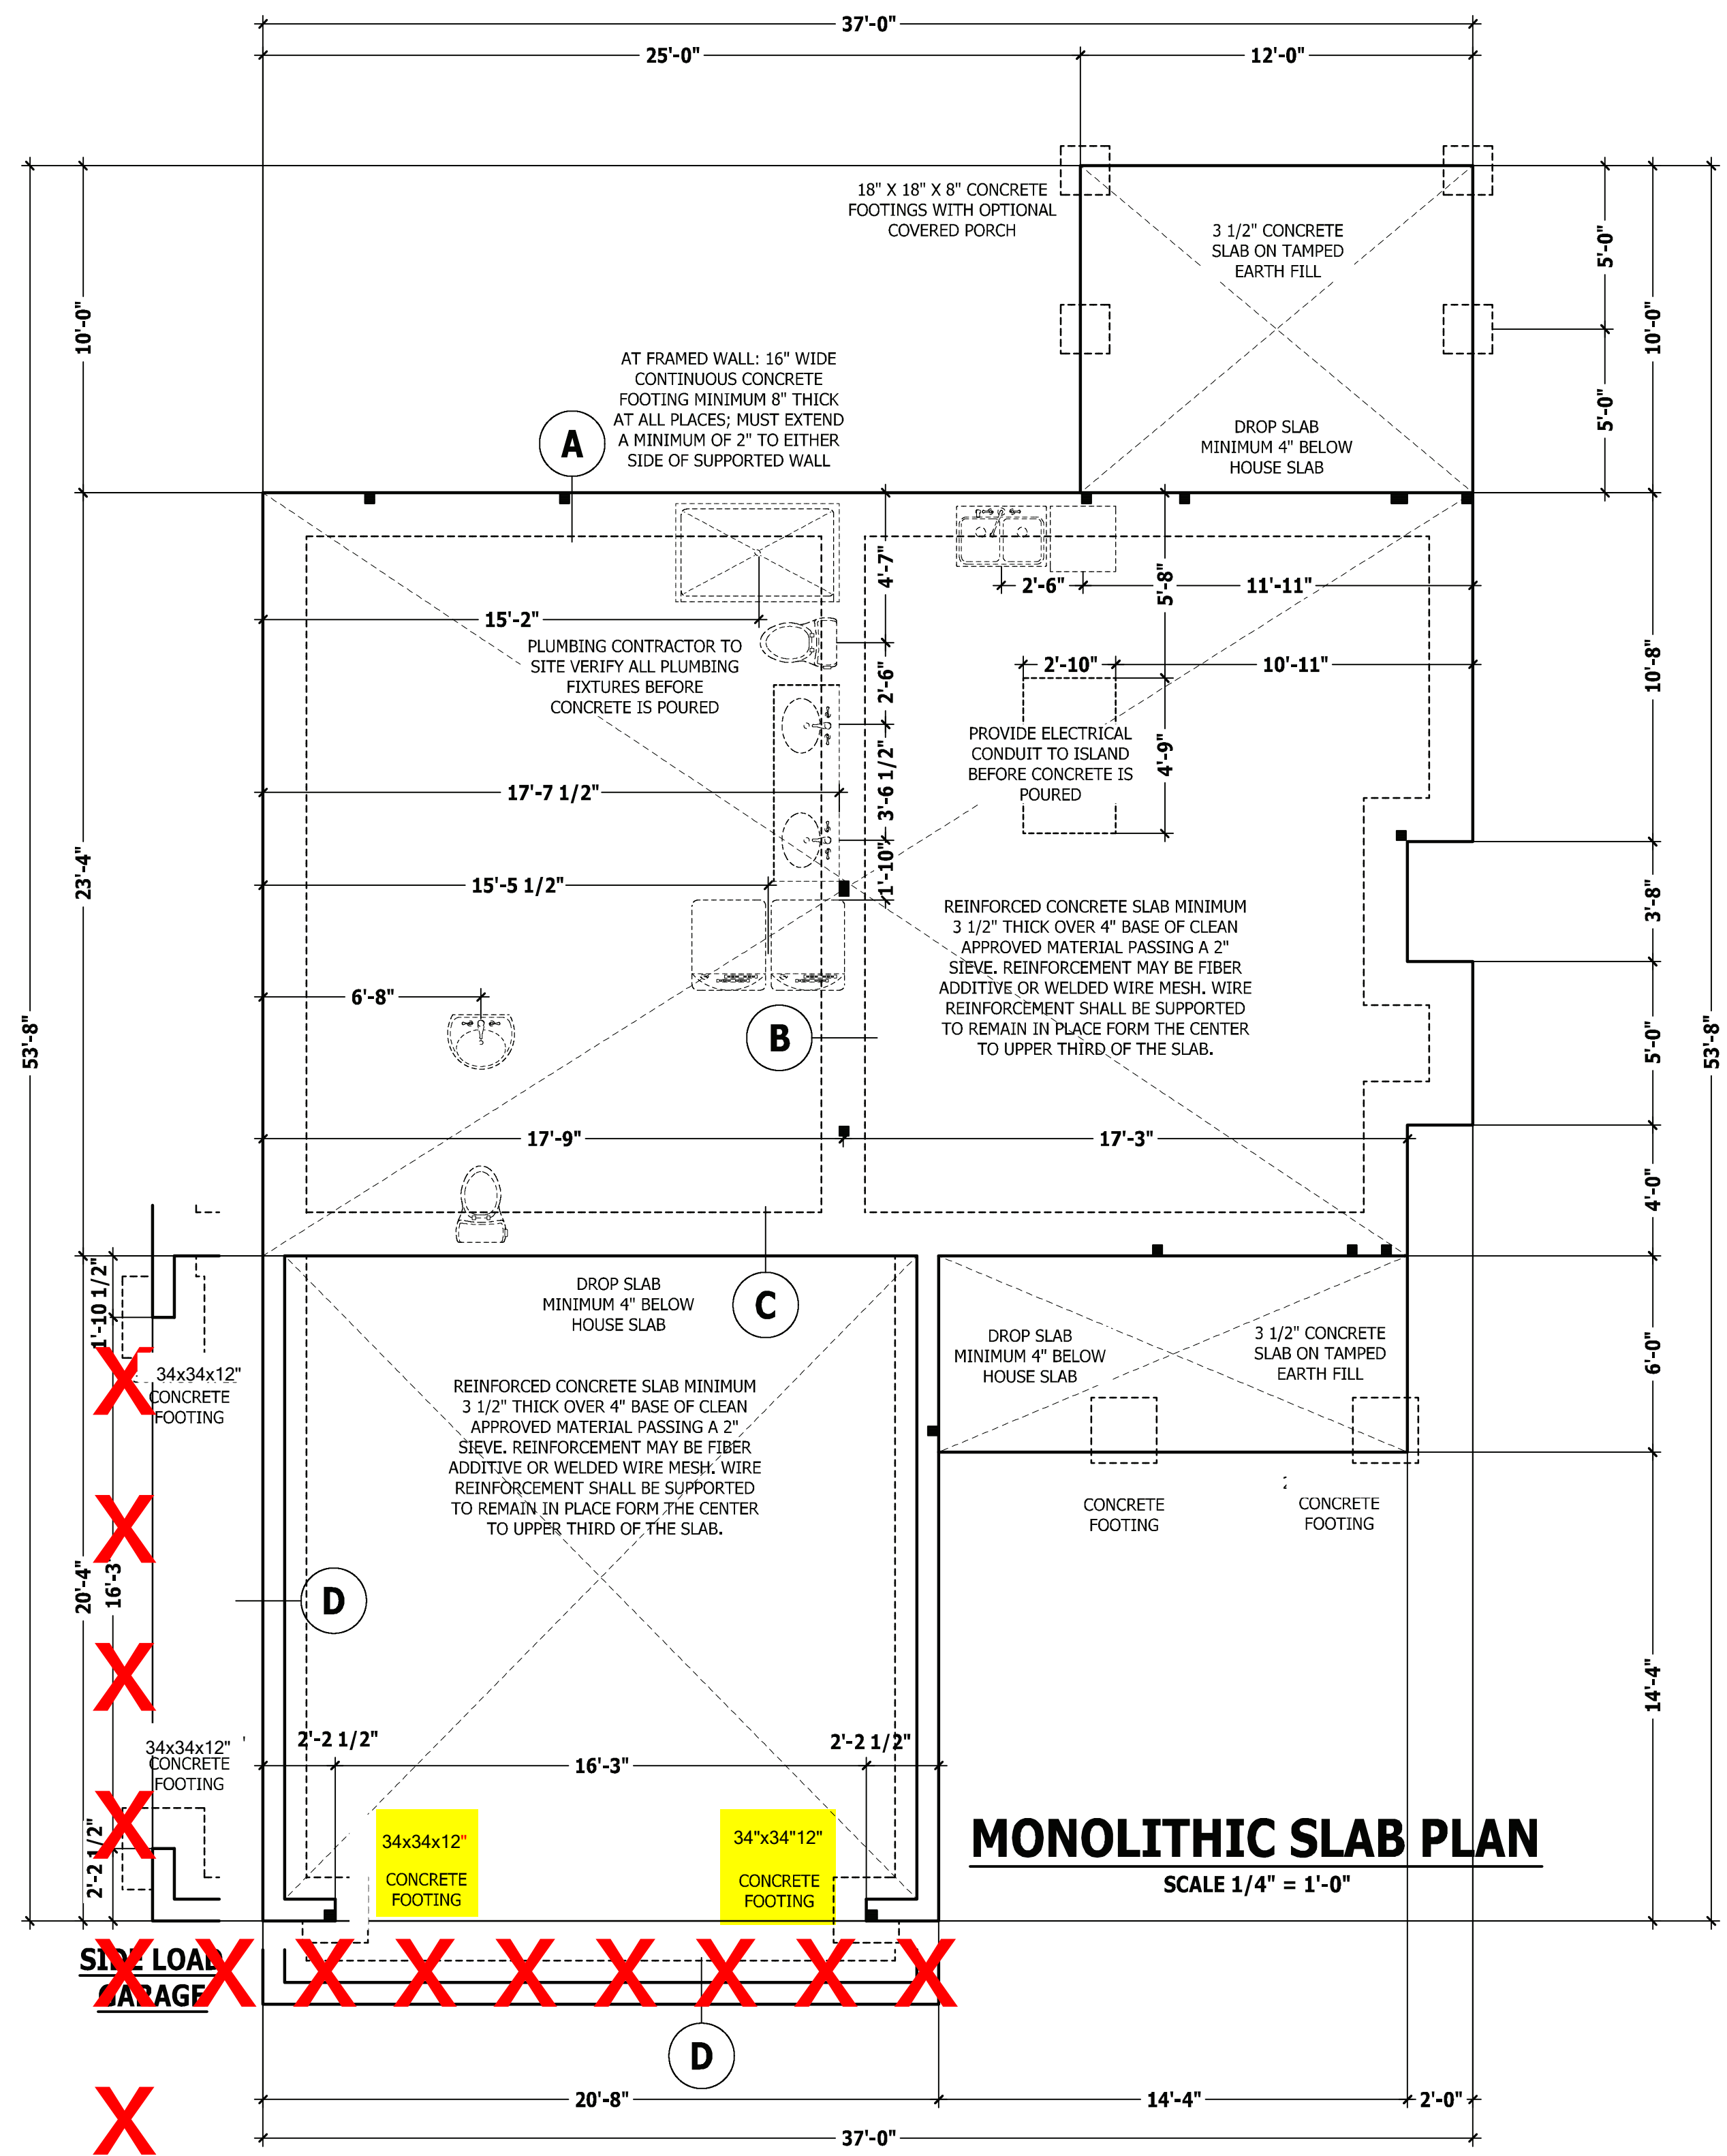 37'-0"
25'-0"
12'-0"
18" X 18" X 8" CONCRETE
FOOTINGS WITH OPTIONAL
COVERED PORCH
3 1/2" CONCRETE
SLAB ON TAMPED
EARTH FILL
5'-0"
10'-0"
10'-0"
5'-0"
DROP SLAB
MINIMUM 4" BELOW
HOUSE SLAB
AT FRAMED WALL: 16" WIDE
CONTINUOUS CONCRETE
FOOTING MINIMUM 8" THICK
AT ALL PLACES; MUST EXTEND
A MINIMUM OF 2" TO EITHER
SIDE OF SUPPORTED WALL
A
4'-7"
2'-6"
5'-8"
11'-11"
15'-2"
PLUMBING CONTRACTOR TO
SITE VERIFY ALL PLUMBING
FIXTURES BEFORE
CONCRETE IS POURED
2'-6"
2'-10"
10'-11"
10'-8"
PROVIDE ELECTRICAL
CONDUIT TO ISLAND
BEFORE CONCRETE IS
POURED
4'-9"
3'-6 1/2"
17'-7 1/2"
23'-4"
15'-5 1/2"
1'-10"
3'-8"
REINFORCED CONCRETE SLAB MINIMUM
3 1/2" THICK OVER 4" BASE OF CLEAN
APPROVED MATERIAL PASSING A 2"
SIEVE. REINFORCEMENT MAY BE FIBER
ADDITIVE OR WELDED WIRE MESH. WIRE
REINFORCEMENT SHALL BE SUPPORTED
TO REMAIN IN PLACE FORM THE CENTER
TO UPPER THIRD OF THE SLAB.
6'-8"
B
53'-8"
5'-0"
53'-8"
17'-9"
17'-3"
4'-0"
1'-10 1/2"
DROP SLAB
MINIMUM 4" BELOW
HOUSE SLAB
C
DROP SLAB
MINIMUM 4" BELOW
HOUSE SLAB
3 1/2" CONCRETE
SLAB ON TAMPED
EARTH FILL
6'-0"
34x34x12"
CONCRETE
FOOTING
REINFORCED CONCRETE SLAB MINIMUM
3 1/2" THICK OVER 4" BASE OF CLEAN
APPROVED MATERIAL PASSING A 2"
SIEVE. REINFORCEMENT MAY BE FIBER
ADDITIVE OR WELDED WIRE MESH. WIRE
REINFORCEMENT SHALL BE SUPPORTED
TO REMAIN IN PLACE FORM THE CENTER
TO UPPER THIRD OF THE SLAB.
CONCRETE
FOOTING
CONCRETE
FOOTING
20'-4"
16'-3
D
14'-4"
34x34x12"
CONCRETE
FOOTING
2'-2 1/2"
2'-2 1/2"
16'-3"
2'-2 1/2"
34x34x12"
CONCRETE
FOOTING
34"x34"12"
CONCRETE
FOOTING
MONOLITHIC SLAB PLAN
SCALE 1/4" = 1'-0"
SIDE LOAD
GARAGE
X
X
X
X
X X X X X X X X X
X
D
20'-8"
14'-4"
2'-0"
37'-0"